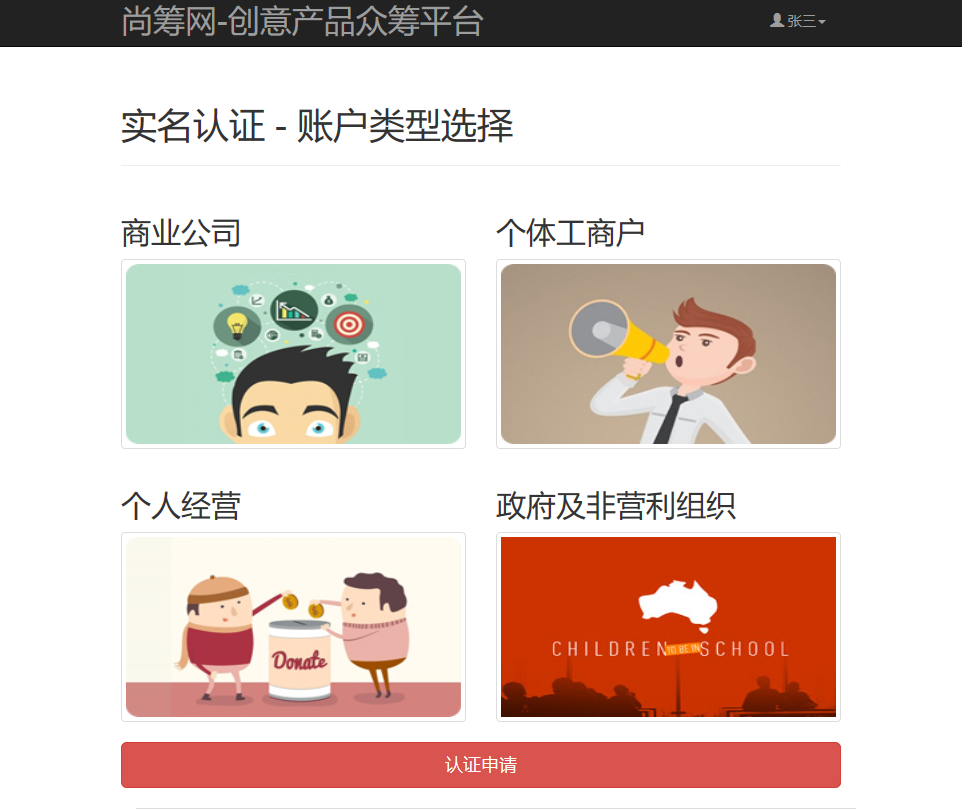 尚筹网-创意产品众筹平台
张三
实名认证 - 账户类型选择
商业公司
个体工商户
个人经营
政府及非营利组织
Donate
CHILDREN TO BE IN SCHOOL
认证申请